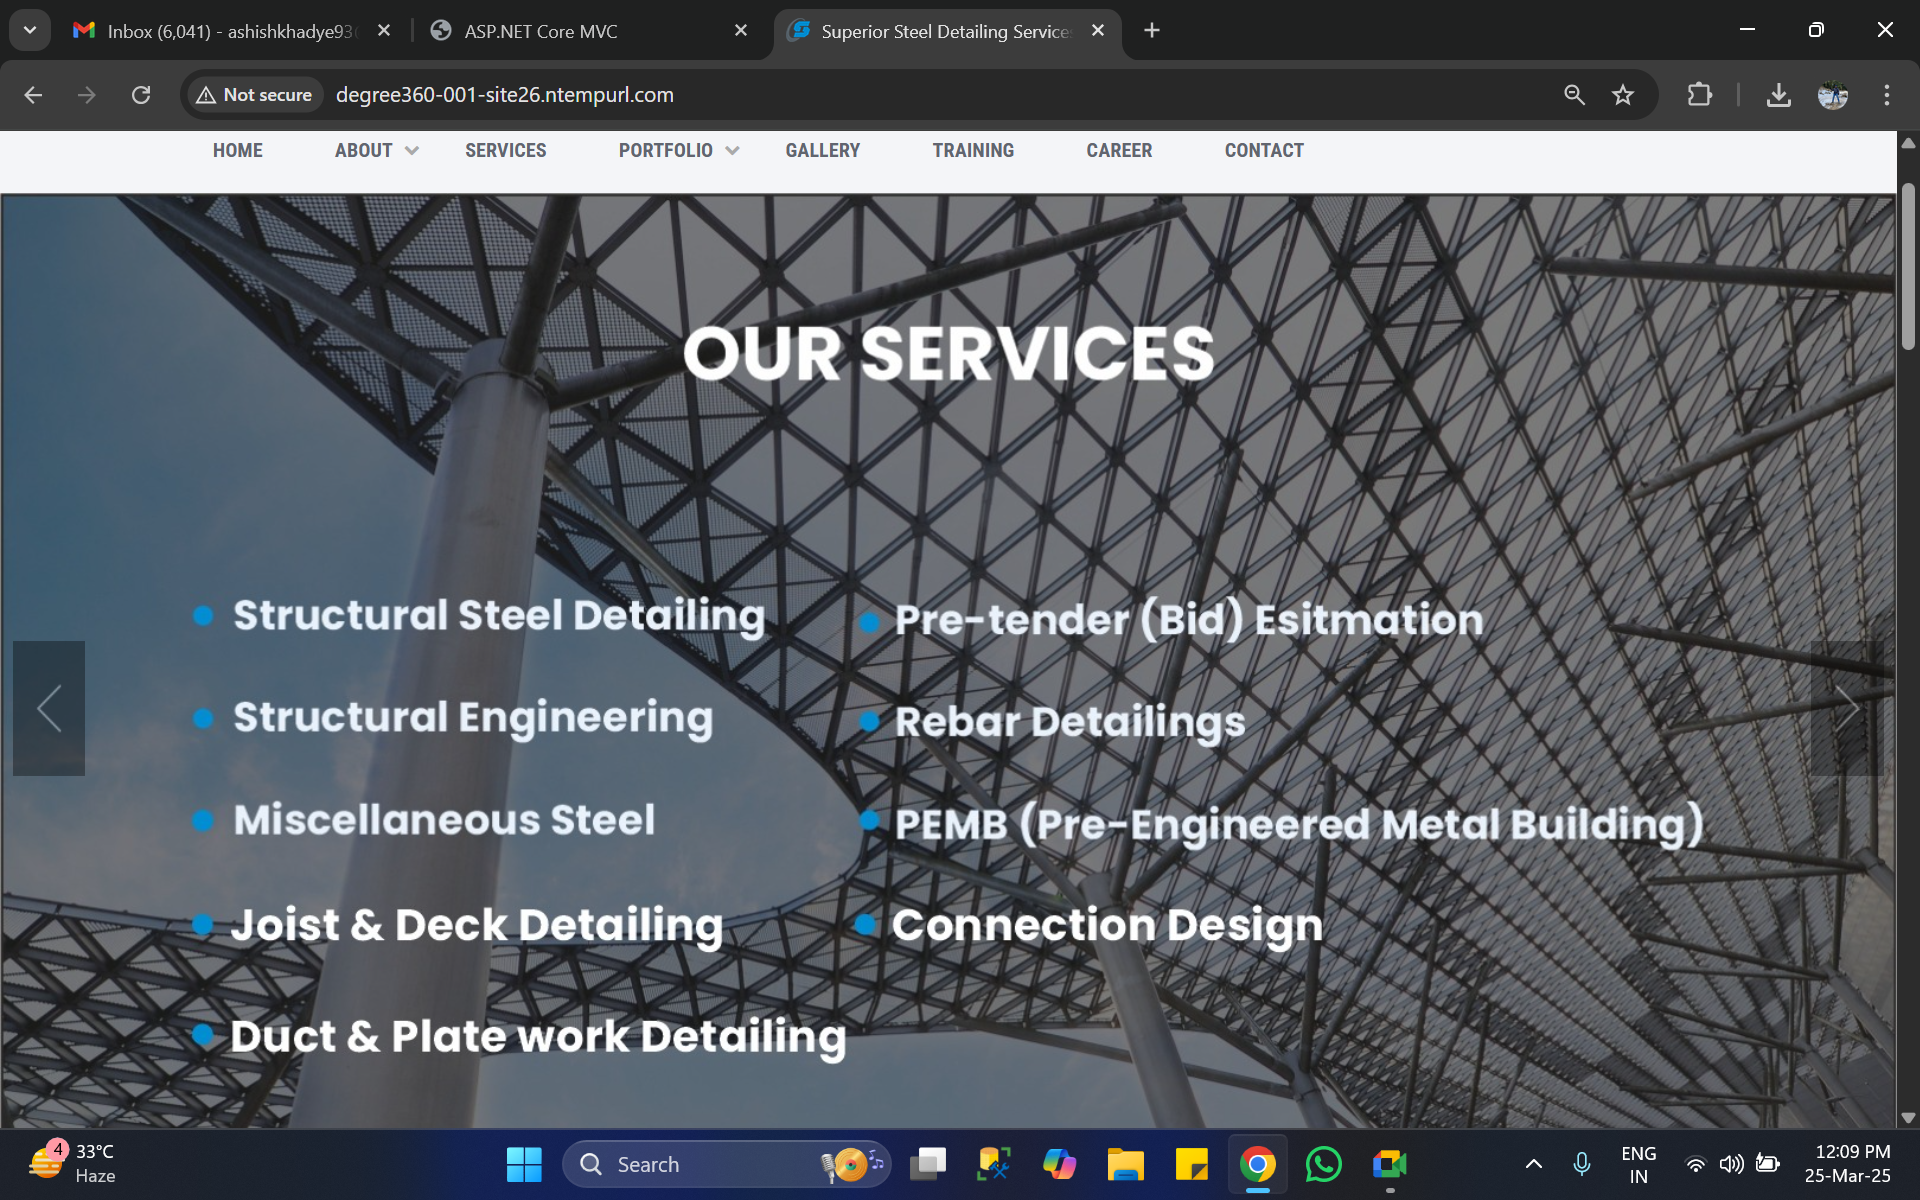 Inbox (6,041) - ashishkhadye93
ASP.NET Core MVC
Superior Steel Detailing Service
Not secure
degree360-001-site26.ntempurl.com
HOME
ABOUT
SERVICES
PORTFOLIO
GALLERY
TRAINING
CAREER
CONTACT
OUR SERVICES
Structural Steel Detailing
Structural Engineering
Miscellaneous Steel
Joist & Deck Detailing
Duct & Plate work Detailing
Pre-tender (Bid) Esitmation
Rebar Detailings
PEMB (Pre-Engineered Metal Building)
Connection Design
4
33°C
Haze
Search
ENG
IN
12:09 PM
25-Mar-25